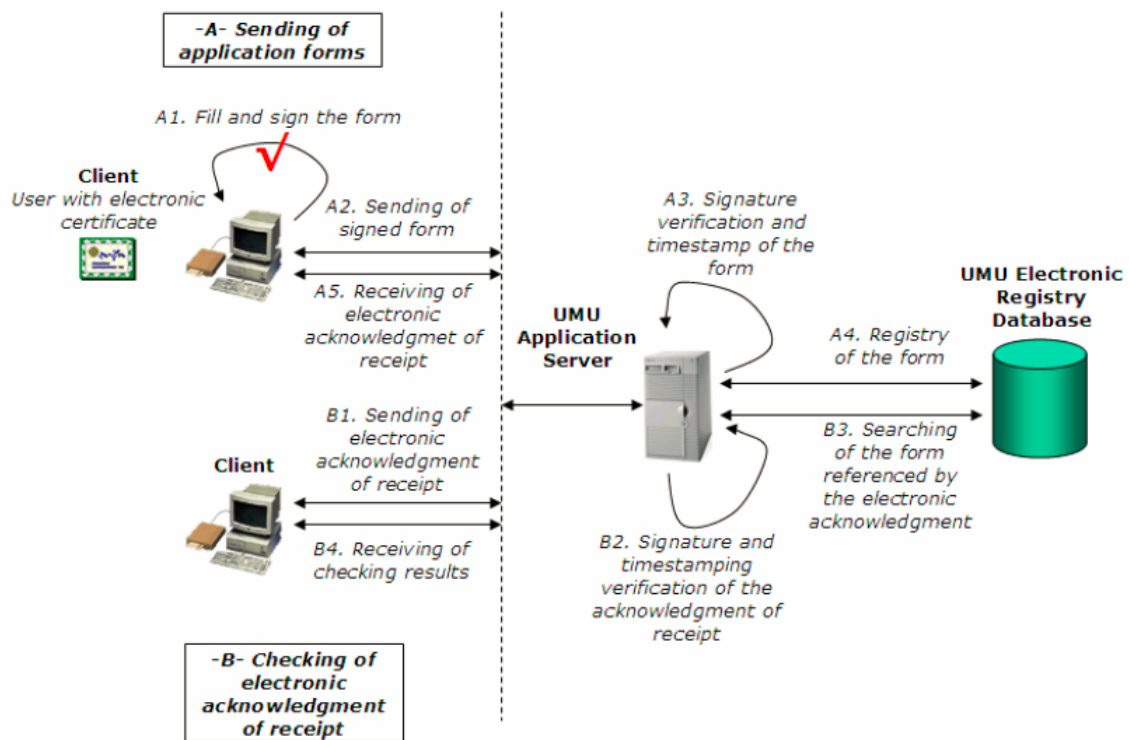 -A- Sending of
application forms
A1. Fill and sign the form
√
Client
User with electronic
certificate
A2. Sending of
signed form
A5. Receiving of
electronic
acknowledgmet of
receipt
A3. Signature
verification and
timestamp of the
form
UMU
Application
Server
UMU Electronic
Registry
Database
A4. Registry
of the form
B1. Sending of
electronic
acknowledgment
of receipt
Client
B4. Receiving of
checking results
B3. Searching
of the form
referenced by
the electronic
acknowledgment
B2. Signature and
timestamping
verification of the
acknowledgment of
receipt
-B- Checking of
electronic
acknowledgment
of receipt